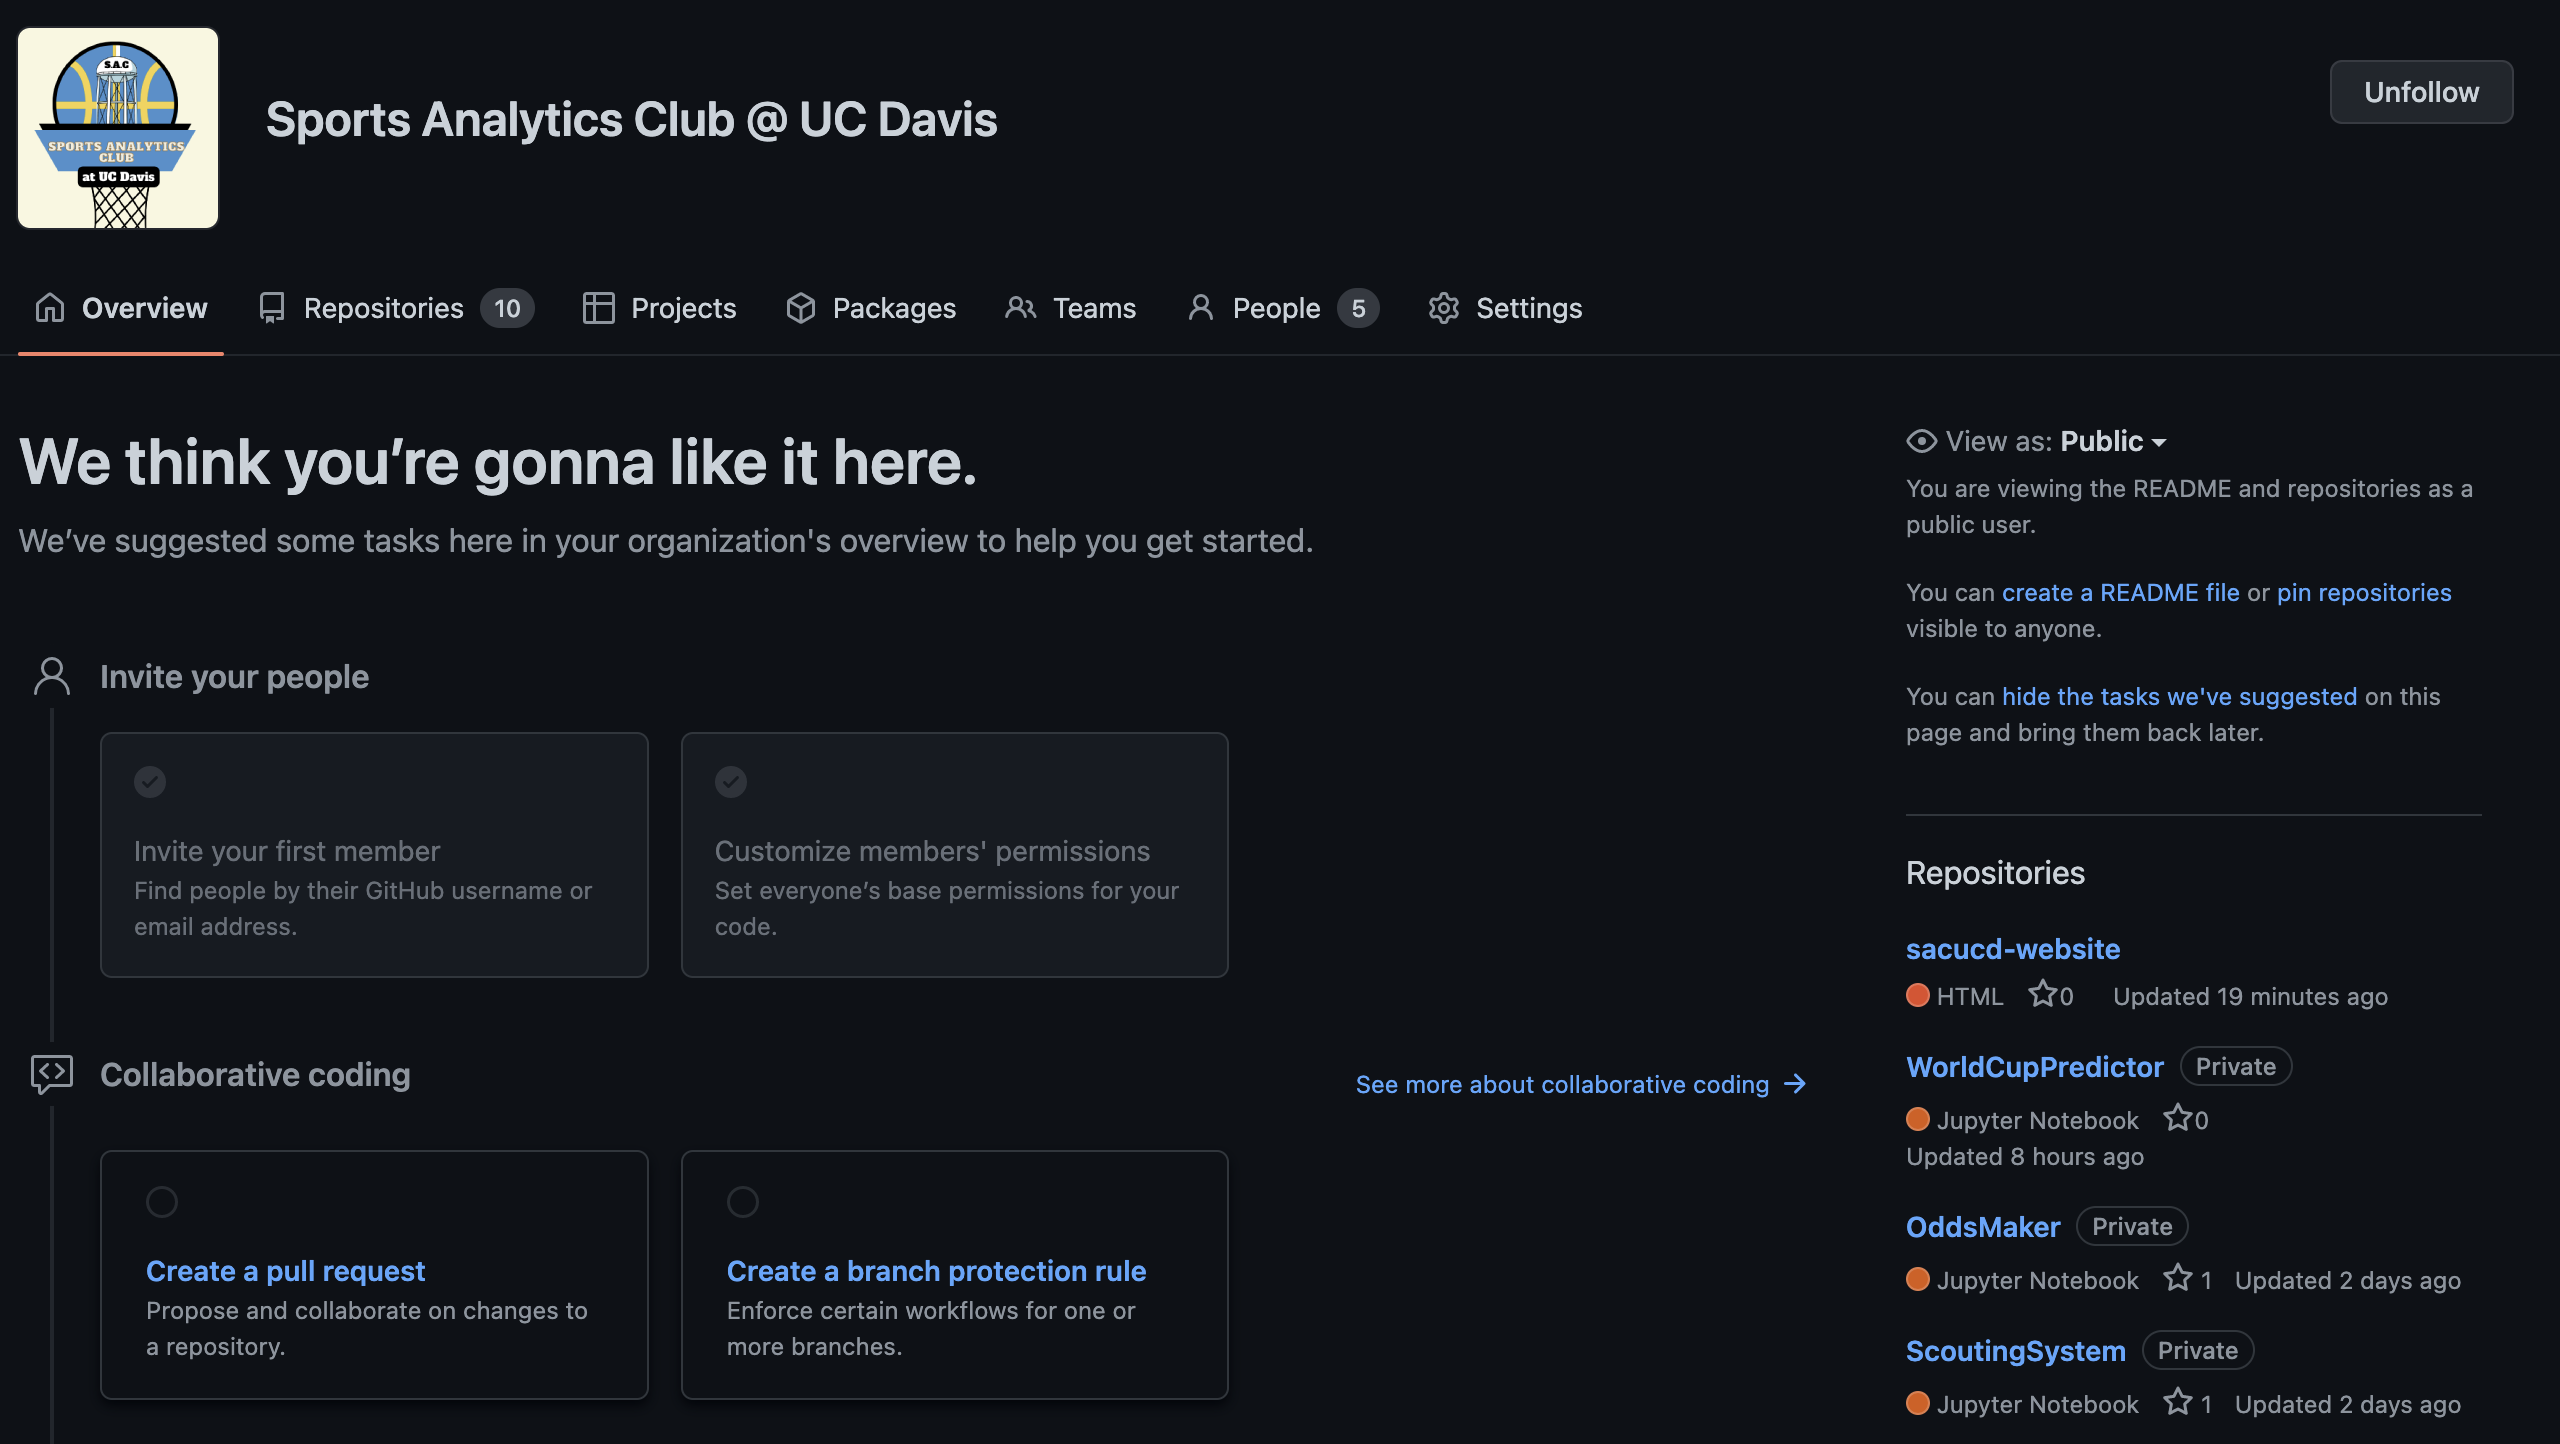 S.A.C
SPORTS ANALYTICS
CLUB
at UC Davis
Sports Analytics Club @ UC Davis
Unfollow
Overview
Repositories 10
Projects
Packages
Teams
People 5
Settings
We think you’re gonna like it here.
We’ve suggested some tasks here in your organization's overview to help you get started.
Invite your people
Invite your first member
Find people by their GitHub username or
email address.
Customize members' permissions
Set everyone’s base permissions for your
code.
Collaborative coding
See more about collaborative coding →
Create a pull request
Propose and collaborate on changes to
a repository.
Create a branch protection rule
Enforce certain workflows for one or
more branches.
View as: Public
You are viewing the README and repositories as a
public user.
You can create a README file or pin repositories
visible to anyone.
You can hide the tasks we've suggested on this
page and bring them back later.
Repositories
sacucd-website
HTML 0 Updated 19 minutes ago
WorldCupPredictor Private
Jupyter Notebook 0
Updated 8 hours ago
OddsMaker Private
Jupyter Notebook 1 Updated 2 days ago
ScoutingSystem Private
Jupyter Notebook 1 Updated 2 days ago